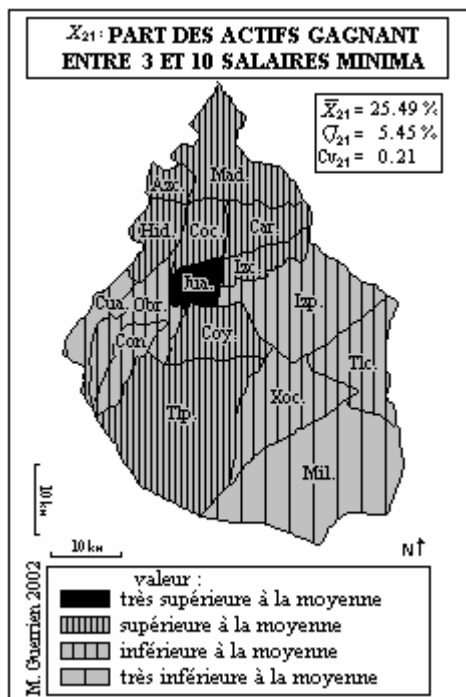 X21: PART DES ACTIFS GAGNANT
ENTRE 3 ET 10 SALAIRES MINIMA
X̅21 = 25.49 %
σ21 = 5.45 %
Cv21 = 0.21
Azc.
Mad.
Hid.
Coc.
Car.
Jua.
Izc.
Cua.
Obr.
Izp.
Con.
Coy.
Tlc.
Tlp.
Xoc.
Mil.
10 KM
10 KM
N↑
M. Guerrien 2002
valeur :
très supérieure à la moyenne
supérieure à la moyenne
inférieure à la moyenne
très inférieure à la moyenne